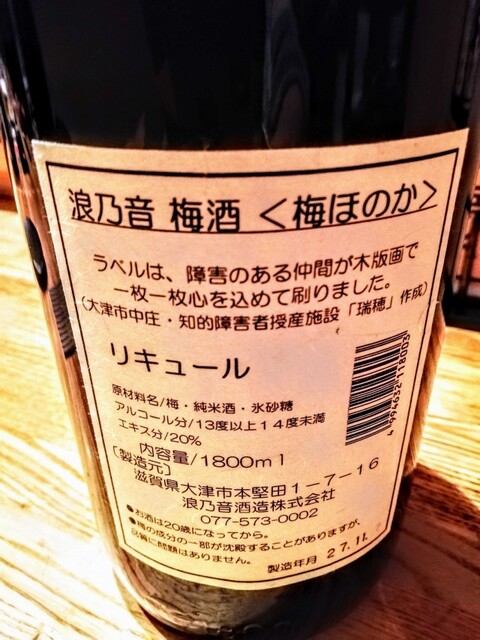 浪乃音 梅酒 <梅ほのか>
ラベルは、障害のある仲間が木版画で
一枚一枚心を込めて刷りました。
(大津市中庄・知的障害者授産施設「瑞穂」作成)
リキュール
原材料名/梅・純米酒・氷砂糖
アルコール分/13度以上14度未満
エキス分/20%
内容量/1800ml
〔製造元〕
滋賀県大津市本堅田1-7-16
浪乃音酒造株式会社
077-573-0002
●お酒は20歳になってから。
●梅の成分の一部が沈殿することがありますが、
品質に問題はありません。
製造年月 27.11.
4994632118003